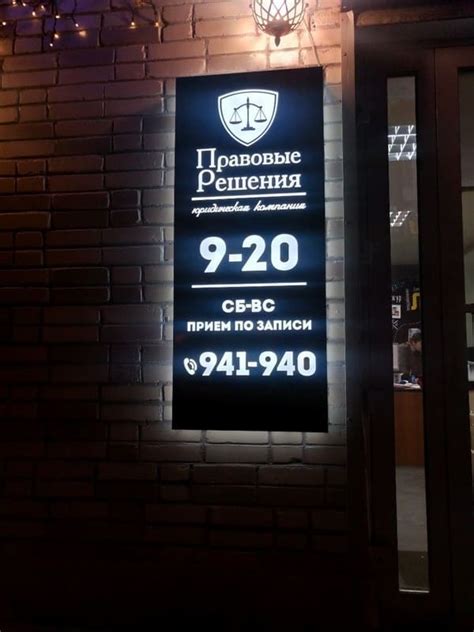 Правовые
Решения
юридическая компания
9-20
СБ-ВС
ПРИЕМ ПО ЗАПИСИ
941-940